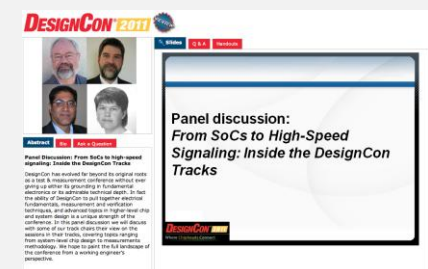 DESIGNCON 2011
Slides Q & A Handouts
Abstract Bio Ask a Question
Panel Discussion: From SoCs to high-speed
signaling: Inside the DesignCon Tracks
DesignCon has evolved far beyond its original roots
as a test & measurement conference without ever
giving up either its grounding in fundamental
electronics or its admirable technical depth. In fact
the ability of DesignCon to pull together electrical
fundamentals, measurement and verification
techniques, and advanced topics in higher-level chip
and system design is a unique strength of the
conference. In this panel discussion we will discuss
with some of our track chairs their view on the
sessions in their tracks, covering topics ranging
from system-level chip design to measurements
methodology. We hope to paint the full landscape of
the conference from a working engineer's
perspective.
Panel discussion:
From SoCs to High-Speed
Signaling: Inside the DesignCon
Tracks
DESIGNCON 2011